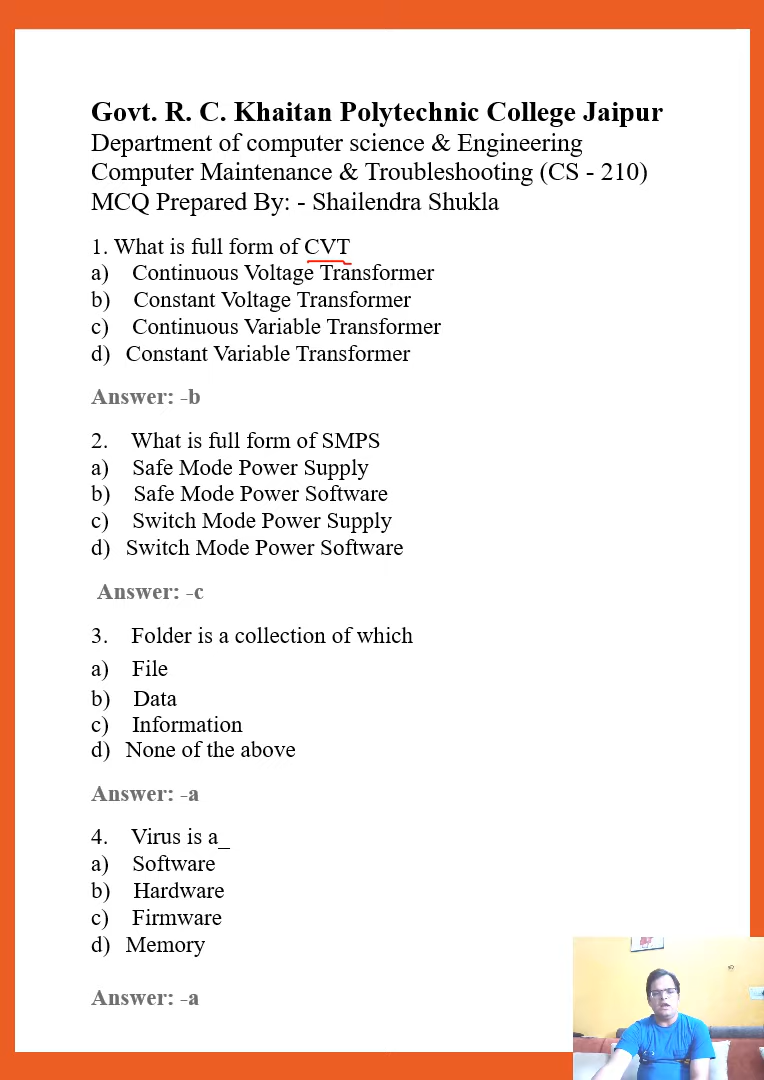 Govt. R. C. Khaitan Polytechnic College Jaipur
Department of computer science & Engineering
Computer Maintenance & Troubleshooting (CS - 210)
MCQ Prepared By: - Shailendra Shukla
1. What is full form of CVT
a) Continuous Voltage Transformer
b) Constant Voltage Transformer
c) Continuous Variable Transformer
d) Constant Variable Transformer
Answer: -b
2. What is full form of SMPS
a) Safe Mode Power Supply
b) Safe Mode Power Software
c) Switch Mode Power Supply
d) Switch Mode Power Software
Answer: -c
3. Folder is a collection of which
a) File
b) Data
c) Information
d) None of the above
Answer: -a
4. Virus is a_
a) Software
b) Hardware
c) Firmware
d) Memory
Answer: -a